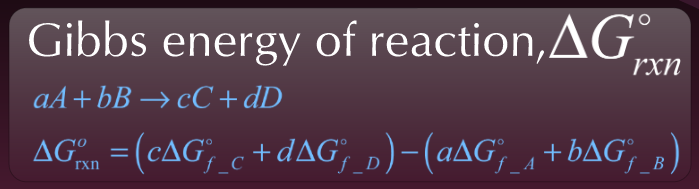 Gibbs energy of reaction, ΔG°rxn
aA + bB → cC + dD
ΔG°rxn = (cΔG°f_C + dΔG°f_D) − (aΔG°f_A + bΔG°f_B)